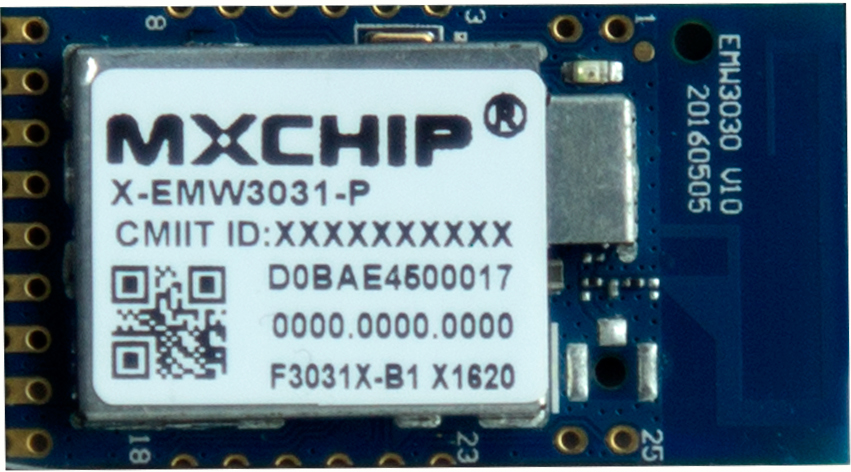 8
3
1
MXCHIP®
X-EMW3031-P
CMIIT ID:XXXXXXXXXX
D0BAE4500017
0000.0000.0000
F3031X-B1 X1620
EMW3030 V10
20160505
18
23
25